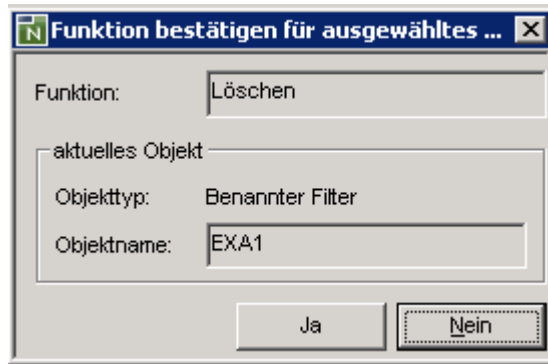 N Funktion bestätigen für ausgewähltes ...
Funktion: Löschen
aktuelles Objekt
Objekttyp: Benannter Filter
Objektname: EXA1
Ja Nein